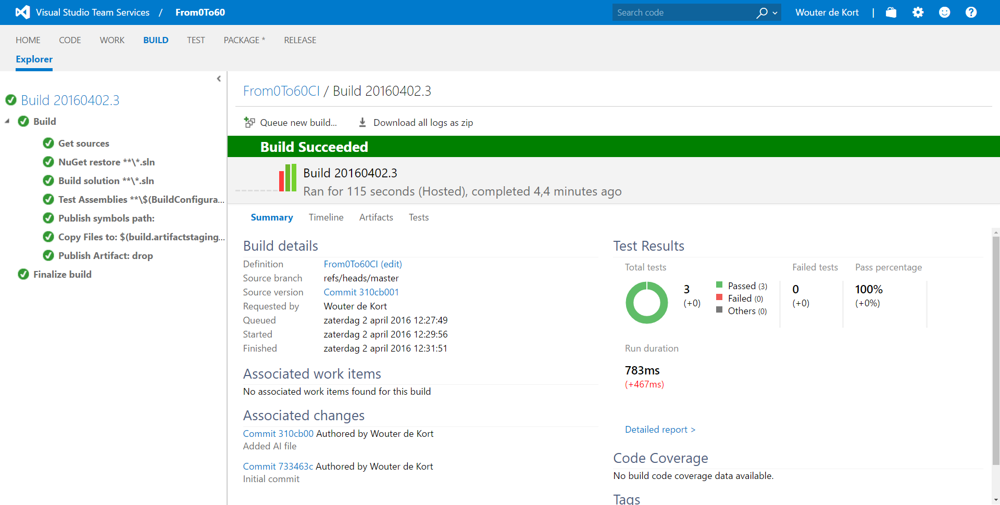 Visual Studio Team Services / From0To60
Search code
Wouter de Kort |
HOME CODE WORK BUILD TEST PACKAGE * RELEASE
Explorer
Build 20160402.3
Build
Get sources
NuGet restore **\*.sln
Build solution **\*.sln
Test Assemblies **\$(BuildConfigura...
Publish symbols path:
Copy Files to: $(build.artifactstaging...
Publish Artifact: drop
Finalize build
From0To60CI / Build 20160402.3
Queue new build... Download all logs as zip
Build Succeeded
Build 20160402.3
Ran for 115 seconds (Hosted), completed 4,4 minutes ago
Summary Timeline Artifacts Tests
Build details
Definition From0To60CI (edit)
Source branch refs/heads/master
Source version Commit 310cb001
Requested by Wouter de Kort
Queued zaterdag 2 april 2016 12:27:49
Started zaterdag 2 april 2016 12:29:56
Finished zaterdag 2 april 2016 12:31:51
Associated work items
No associated work items found for this build
Associated changes
Commit 310cb00 Authored by Wouter de Kort
Added AI file
Commit 733463c Authored by Wouter de Kort
Initial commit
Test Results
Total tests
3
(+0)
Passed (3)
Failed (0)
Others (0)
Failed tests
0
(+0)
Pass percentage
100%
(+0%)
Run duration
783ms
(+467ms)
Detailed report >
Code Coverage
No build code coverage data available.
Tags